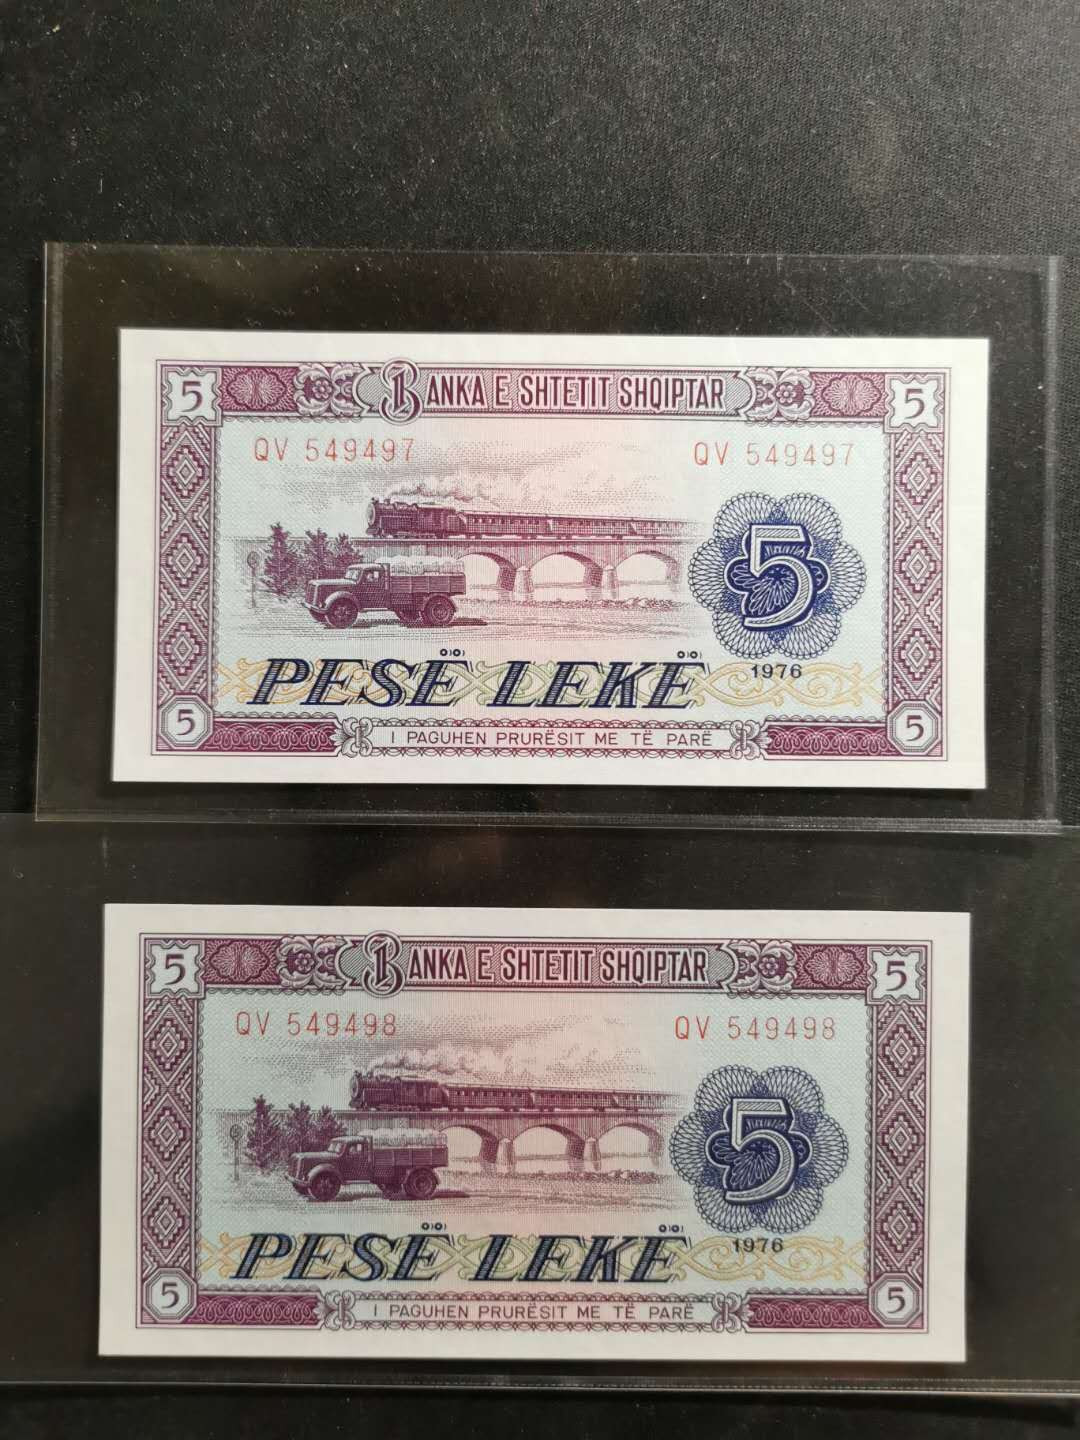 5 BANKA E SHTETIT SHQIPTAR 5
QV 549497 QV 549497
5
PESË LEKË 1976
5 I PAGUHEN PRURËSIT ME TË PARË 5
5 BANKA E SHTETIT SHQIPTAR 5
QV 549498 QV 549498
5
PESË LEKË 1976
5 I PAGUHEN PRURËSIT ME TË PARË 5